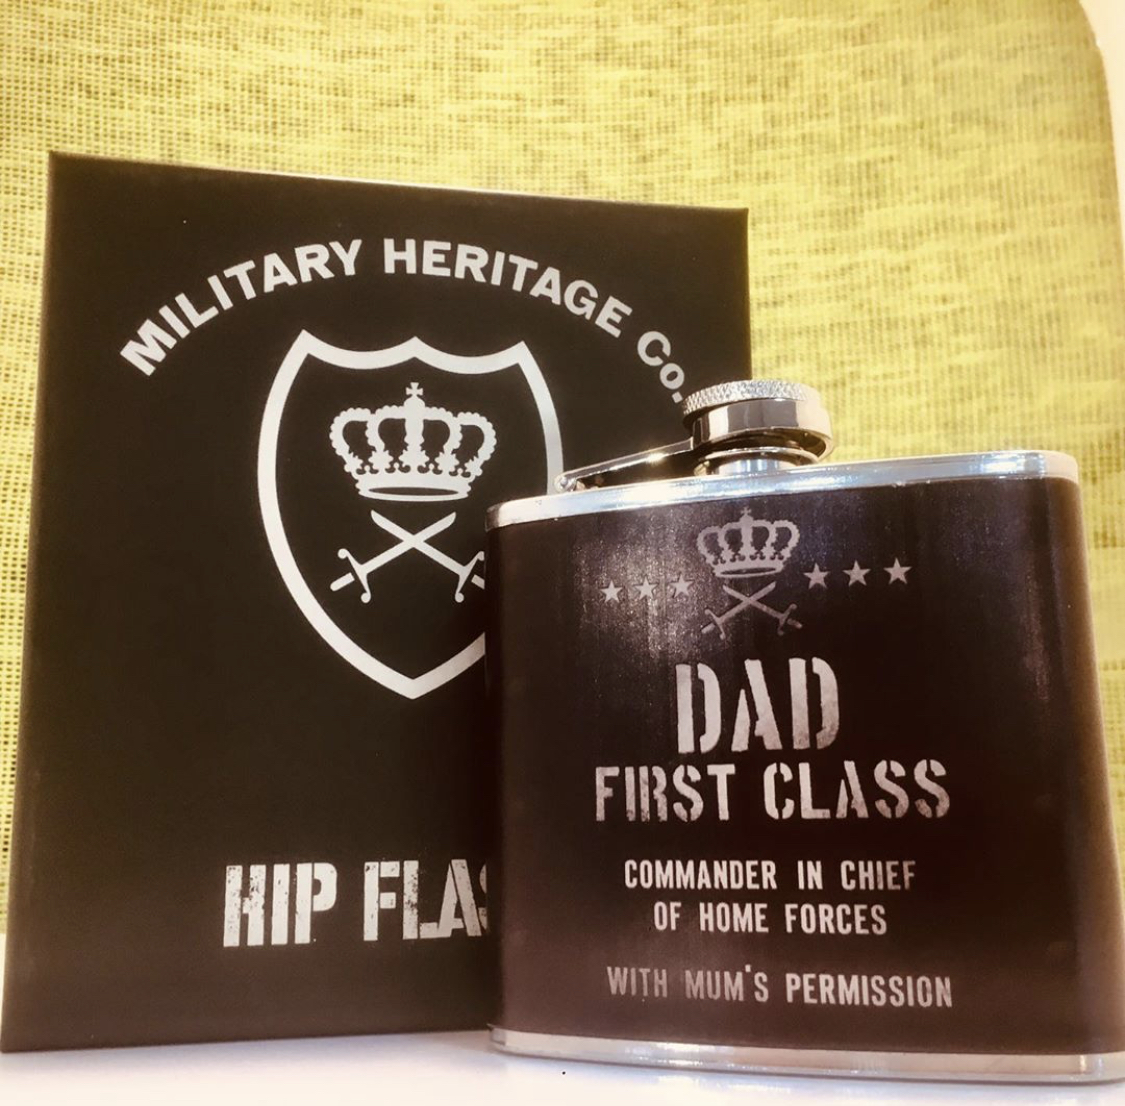 MILITARY HERITAGE Co.
HIP FLAS
DAD
FIRST CLASS
COMMANDER IN CHIEF
OF HOME FORCES
WITH MUM'S PERMISSION